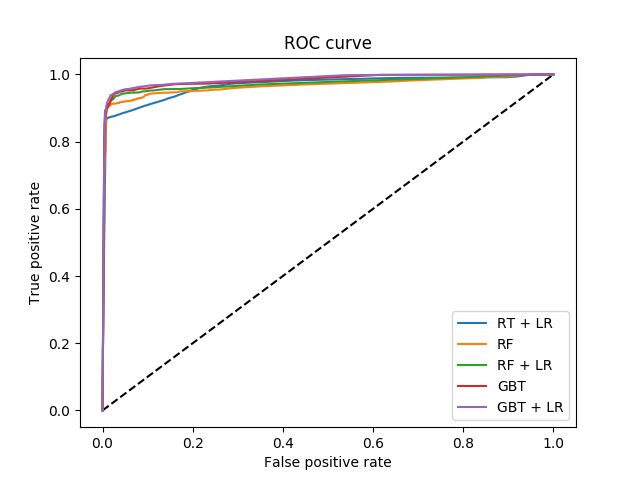 ROC curve
True positive rate
1.0
0.8
0.6
0.4
0.2
0.0
0.0 0.2 0.4 0.6 0.8 1.0
False positive rate
RT + LR
RF
RF + LR
GBT
GBT + LR